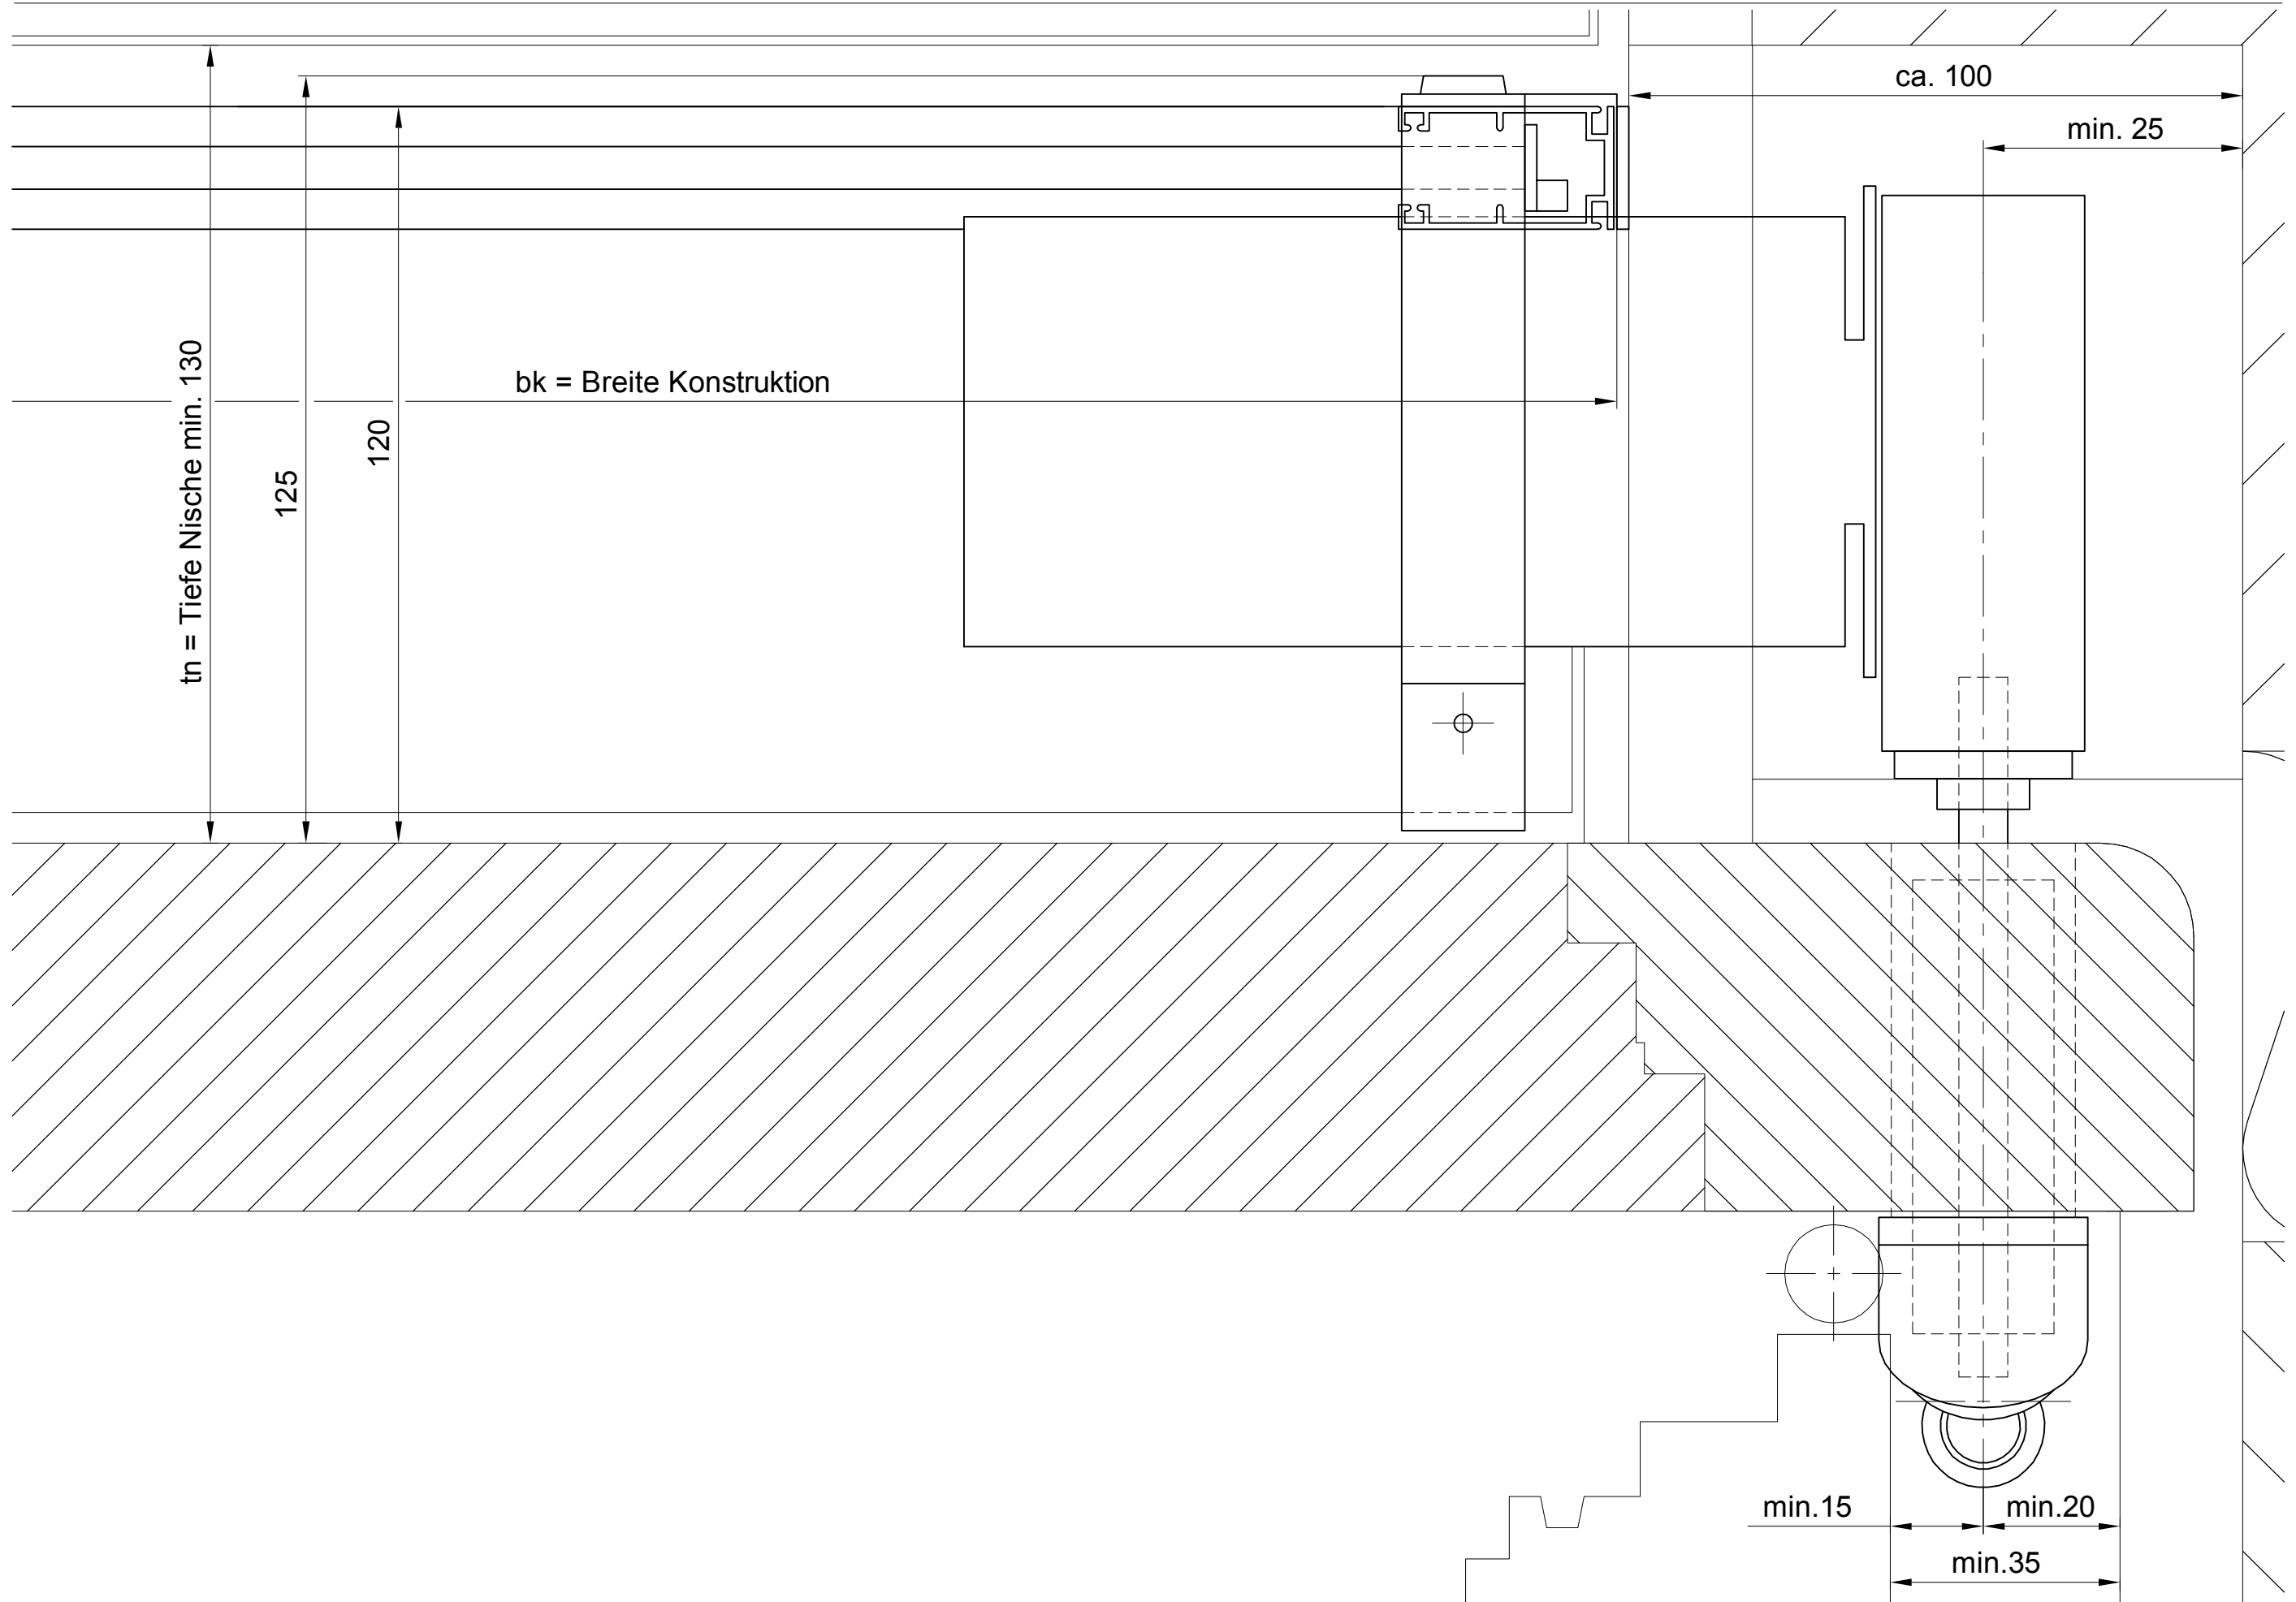 ca. 100
min. 25
tn = Tiefe Nische min. 130
125
120
bk = Breite Konstruktion
min.15
min.20
min.35